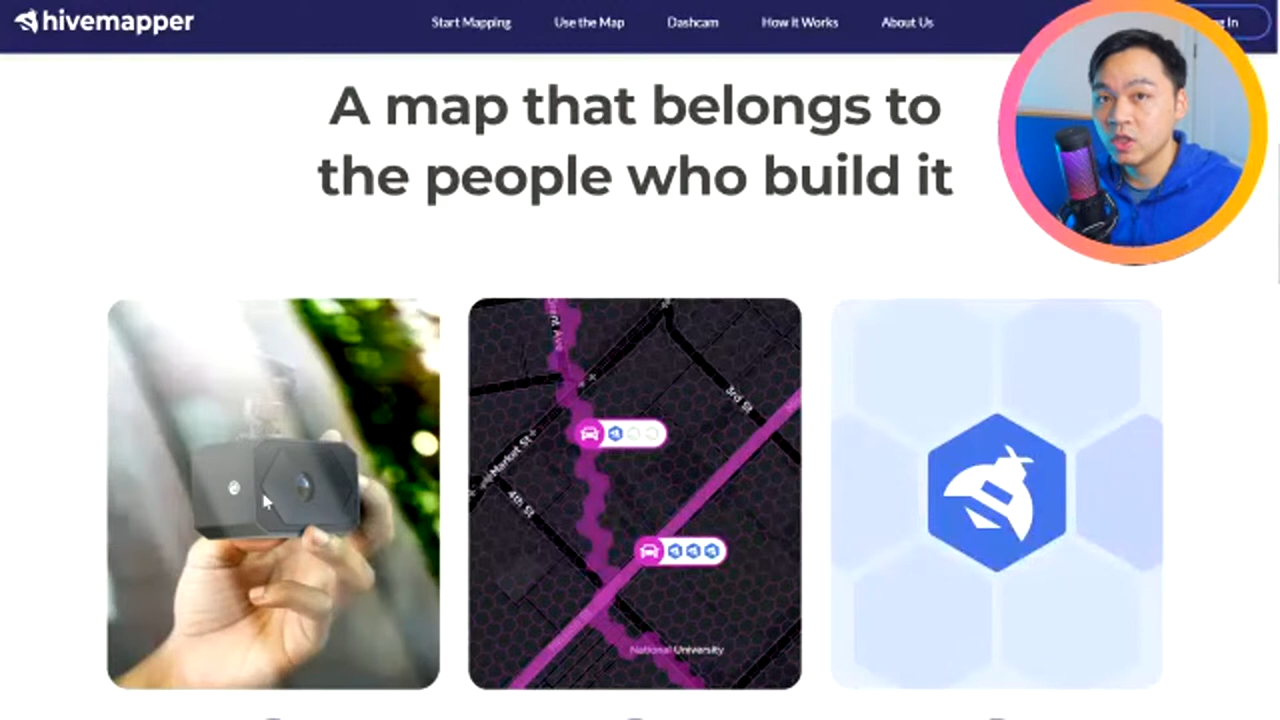 hivemapper
Start Mapping
Use the Map
Dashcam
How it Works
About Us
In
A map that belongs to
the people who build it
3rd St
Market St
4th St
National University